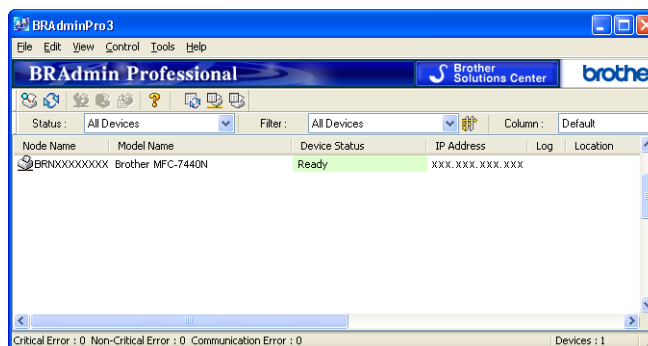 BRAdminPro3
File Edit View Control Tools Help
BRAdmin Professional Brother Solutions Center brothe
Status : All Devices Filter : All Devices Column : Default
Node Name Model Name Device Status IP Address Log Location
BRNXXXXXXXX Brother MFC-7440N Ready XXX.XXX.XXX.XXX
Critical Error : 0 Non-Critical Error : 0 Communication Error : 0 Devices : 1